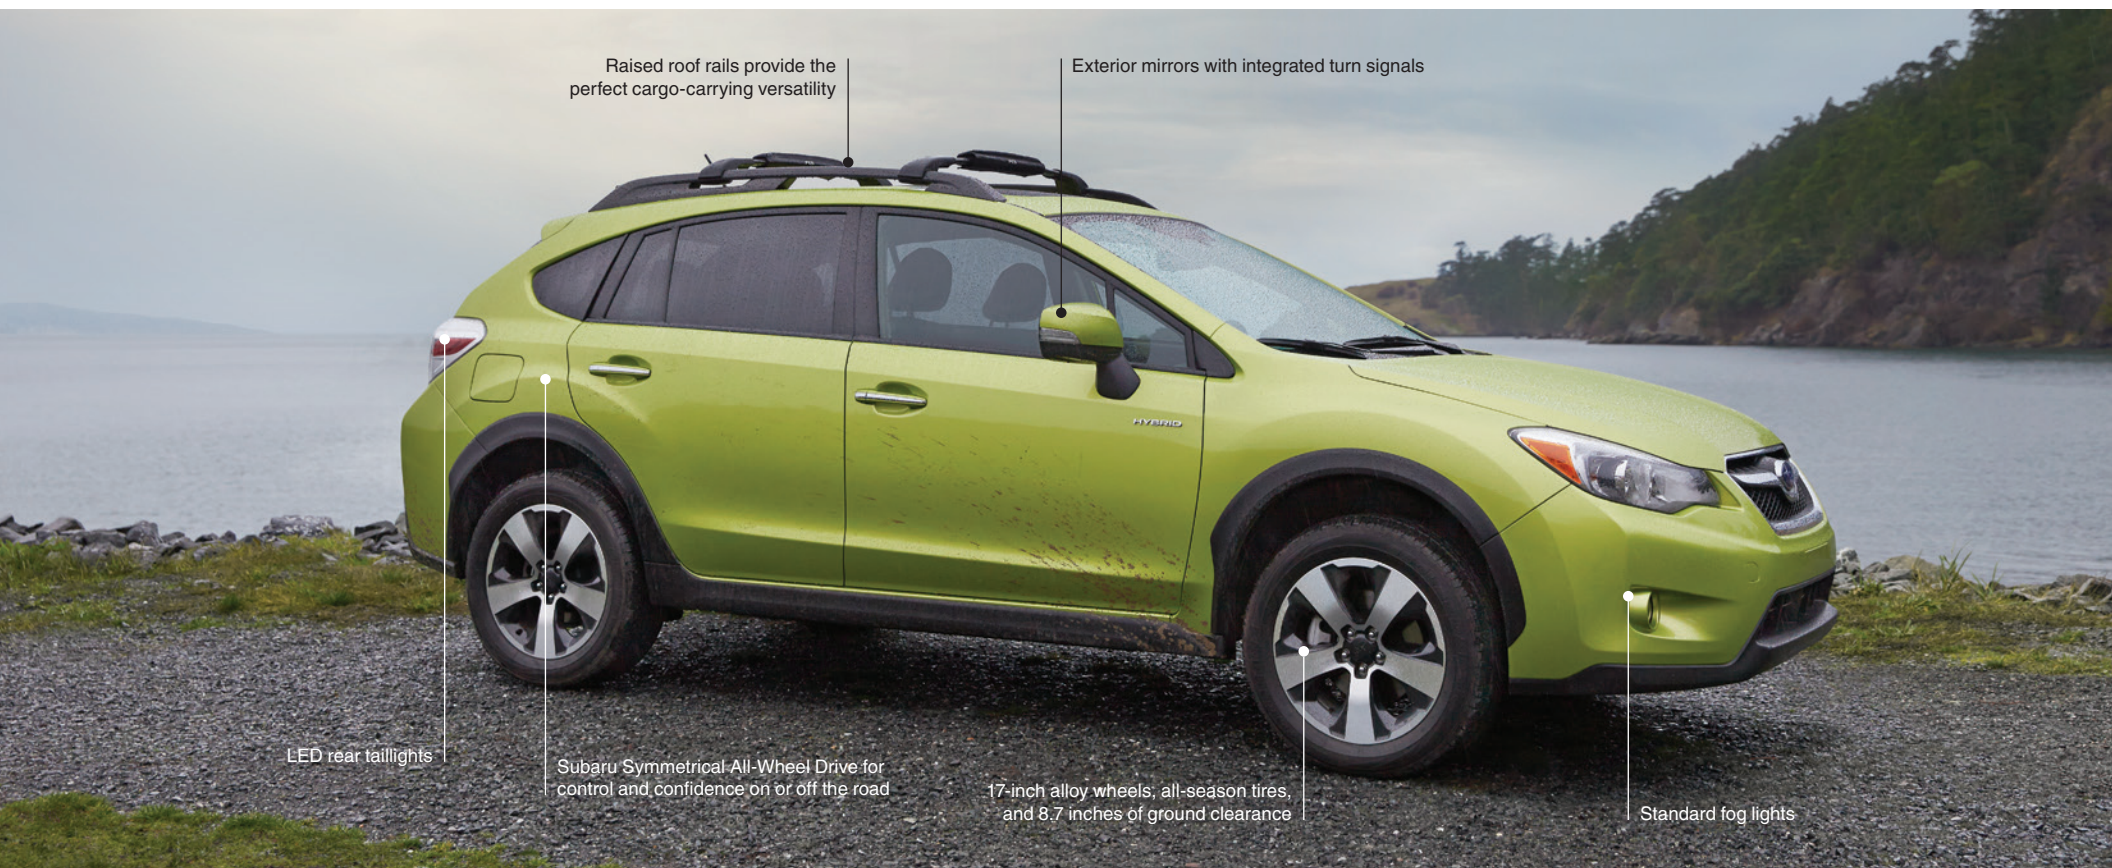 Raised roof rails provide the
perfect cargo-carrying versatility
Exterior mirrors with integrated turn signals
HYBRID
LED rear taillights
Subaru Symmetrical All-Wheel Drive for
control and confidence on or off the road
17-inch alloy wheels, all-season tires,
and 8.7 inches of ground clearance
Standard fog lights